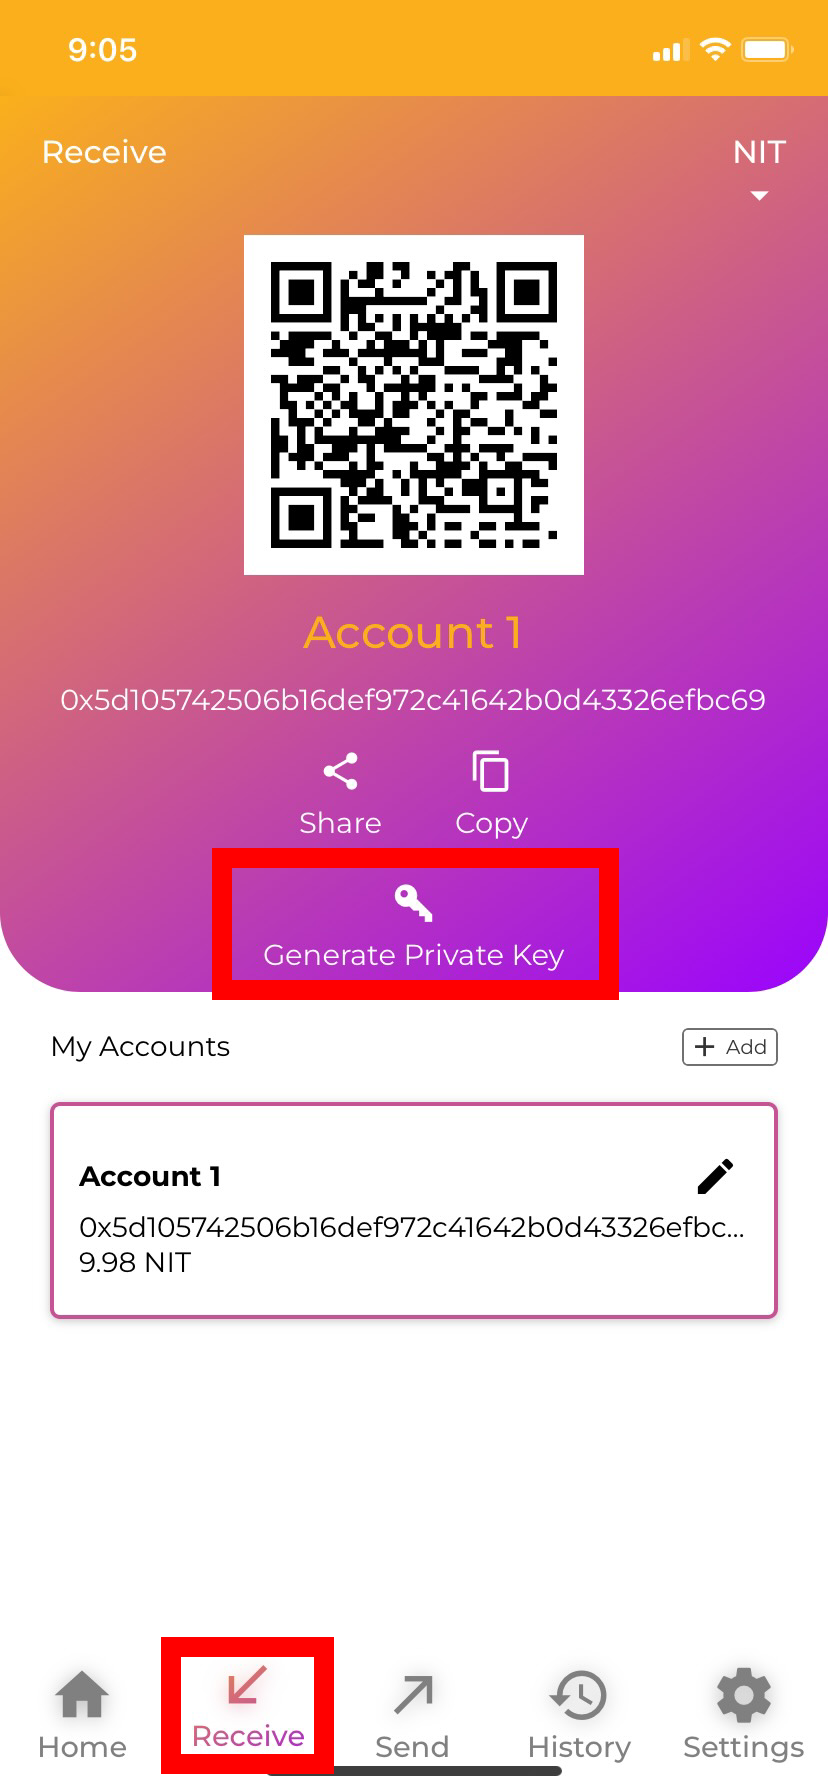 9:05
Receive
NIT
Account 1
0x5d105742506b16def972c41642b0d43326efbc69
Share
Copy
Generate Private Key
My Accounts
+ Add
Account 1
0x5d105742506b16def972c41642b0d43326efbc...
9.98 NIT
Home
Receive
Send
History
Settings